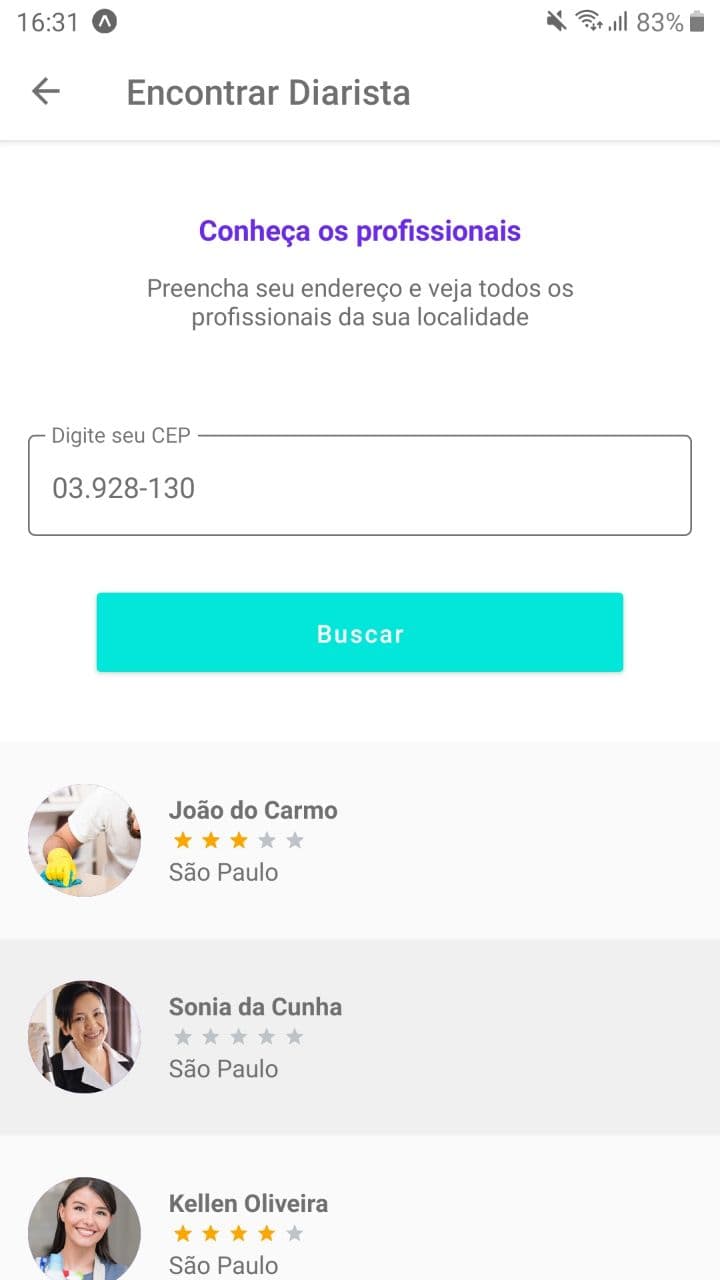 16:31
83%
Encontrar Diarista
Conheça os profissionais
Preencha seu endereço e veja todos os
profissionais da sua localidade
Digite seu CEP
03.928-130
Buscar
João do Carmo
São Paulo
Sonia da Cunha
São Paulo
Kellen Oliveira
São Paulo